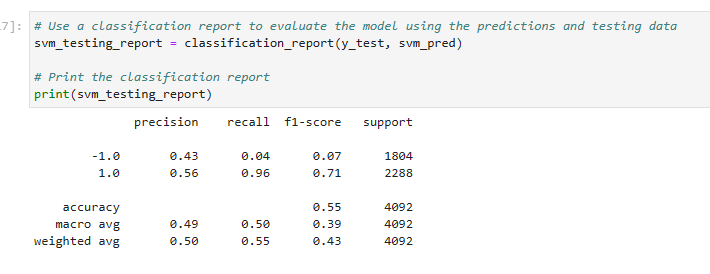 7]: # Use a classification report to evaluate the model using the predictions and testing data
svm_testing_report = classification_report(y_test, svm_pred)
# Print the classification report
print(svm_testing_report)
precision recall f1-score support
-1.0 0.43 0.04 0.07 1804
1.0 0.56 0.96 0.71 2288
accuracy 0.55 4092
macro avg 0.49 0.50 0.39 4092
weighted avg 0.50 0.55 0.43 4092